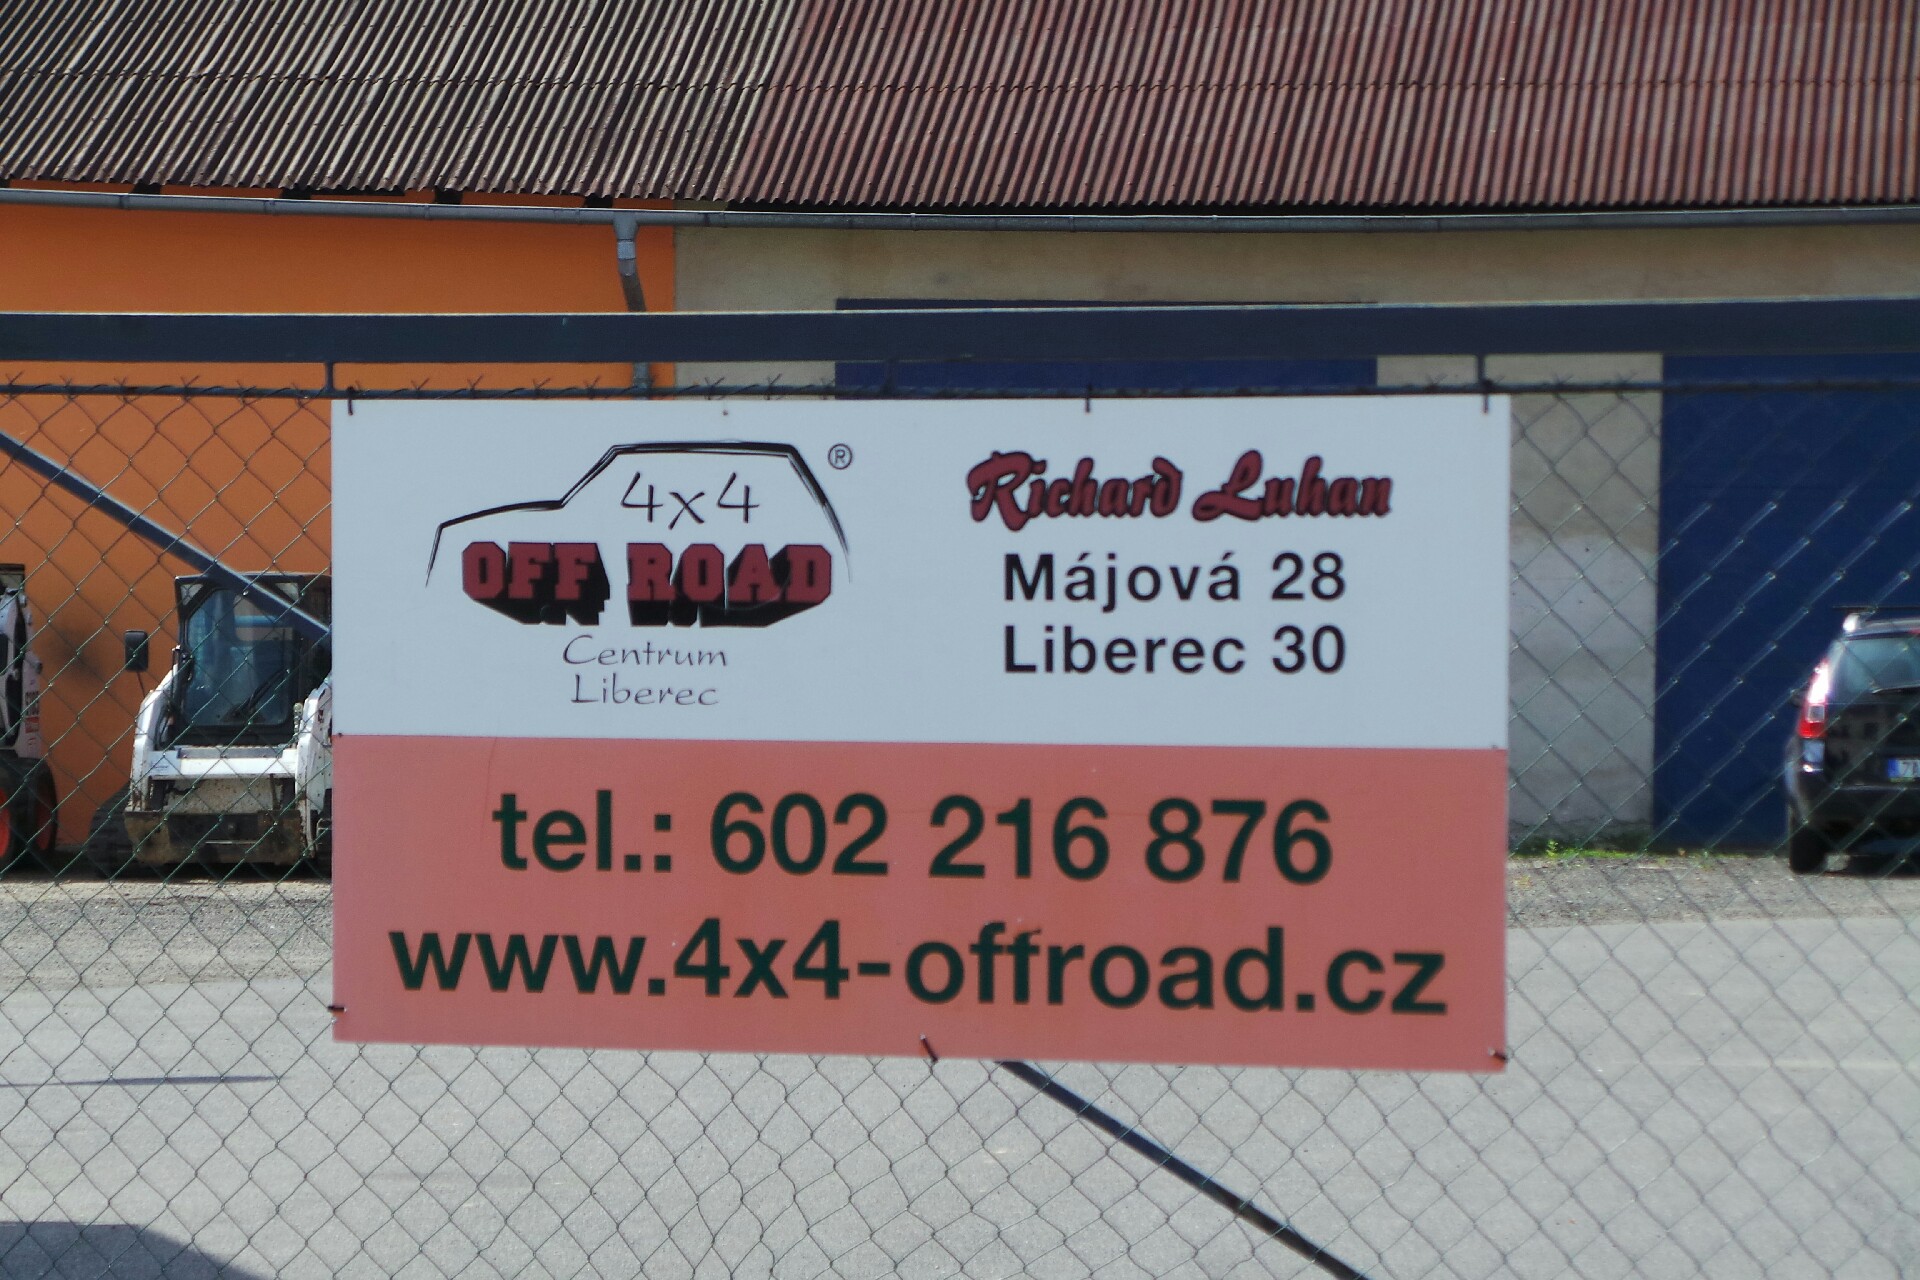 4x4 ®
OFF ROAD
Centrum
Liberec
Richard Luhan
Májová 28
Liberec 30
tel.: 602 216 876
www.4x4-offroad.cz